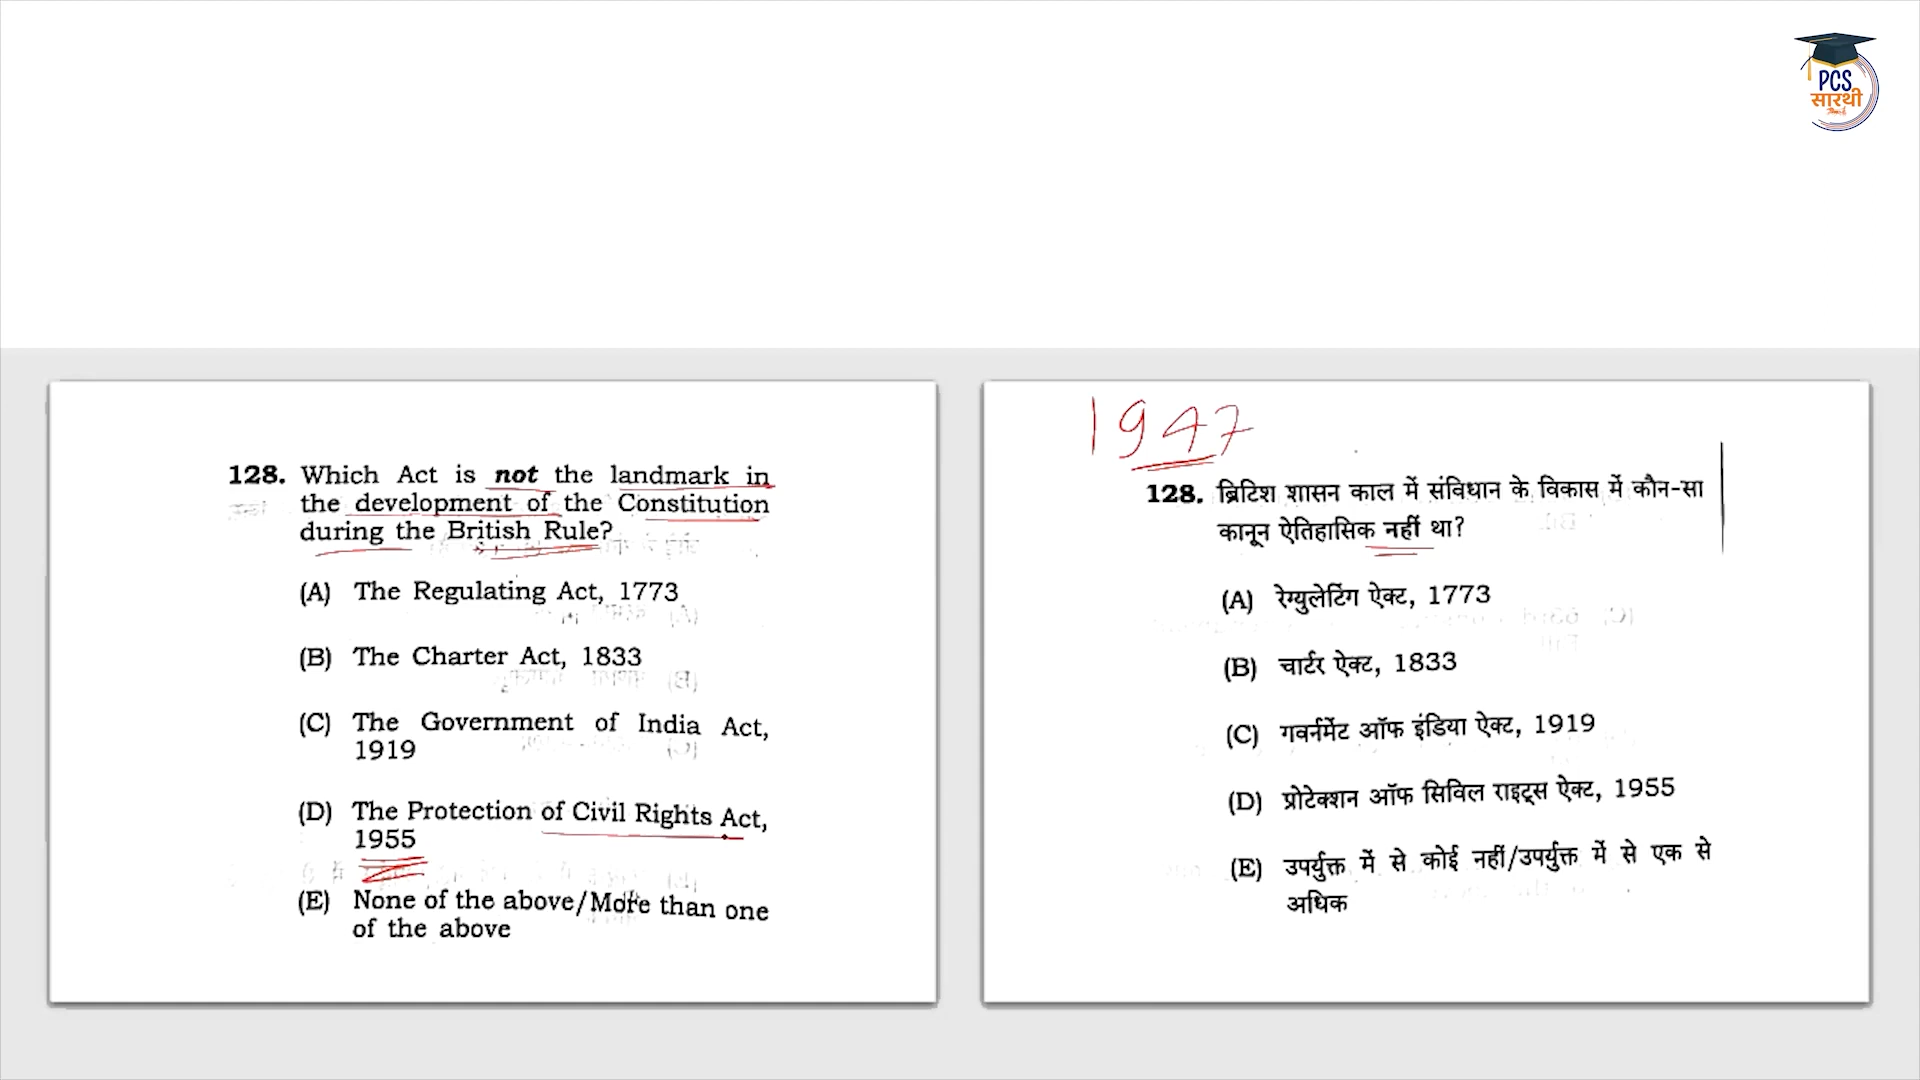 PCS
सारथी
128. Which Act is not the landmark in
the development of the Constitution
during the British Rule?
(A) The Regulating Act, 1773
(B) The Charter Act, 1833
(C) The Government of India Act,
1919
(D) The Protection of Civil Rights Act,
1955
(E) None of the above/More than one
of the above
1947
128. ब्रिटिश शासन काल में संविधान के विकास में कौन-सा
कानून ऐतिहासिक नहीं था?
(A) रेग्युलेटिंग ऐक्ट, 1773
(B) चार्टर ऐक्ट, 1833
(C) गवर्नमेंट ऑफ इंडिया ऐक्ट, 1919
(D) प्रोटेक्शन ऑफ सिविल राइट्स ऐक्ट, 1955
(E) उपर्युक्त में से कोई नहीं/उपर्युक्त में से एक से
अधिक